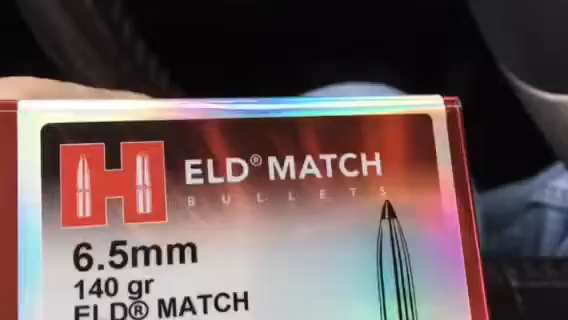 H
ELD® MATCH
BULLETS
6.5mm
140 gr
ELD® MATCH